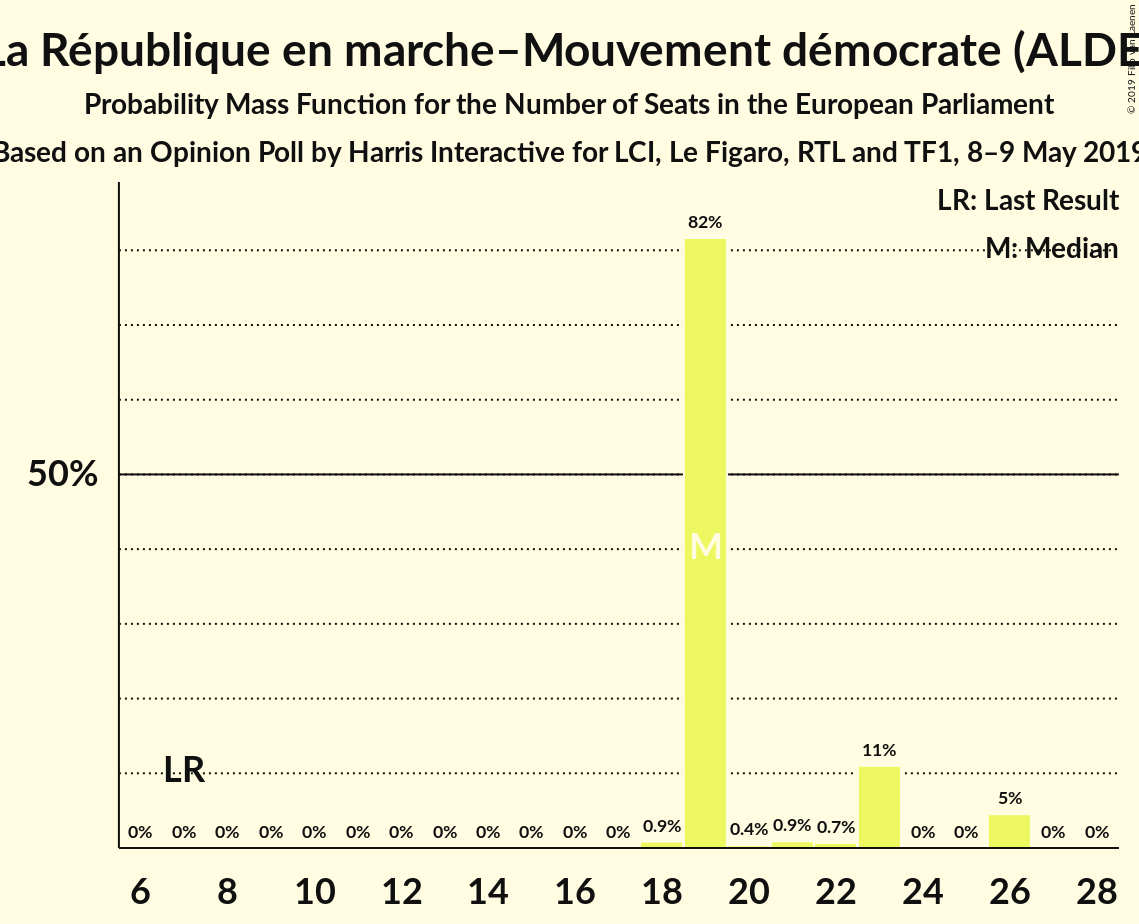 La République en marche–Mouvement démocrate (ALDE
Probability Mass Function for the Number of Seats in the European Parliament
Based on an Opinion Poll by Harris Interactive for LCI, Le Figaro, RTL and TF1, 8–9 May 2019
© 2019
LR: Last Result
M: Median
82%
50%
M
LR
11%
5%
0% 0% 0% 0% 0% 0% 0% 0% 0% 0% 0% 0% 0.9% 0.4% 0.9% 0.7% 0% 0% 0% 0%
6 8 10 12 14 16 18 20 22 24 26 28